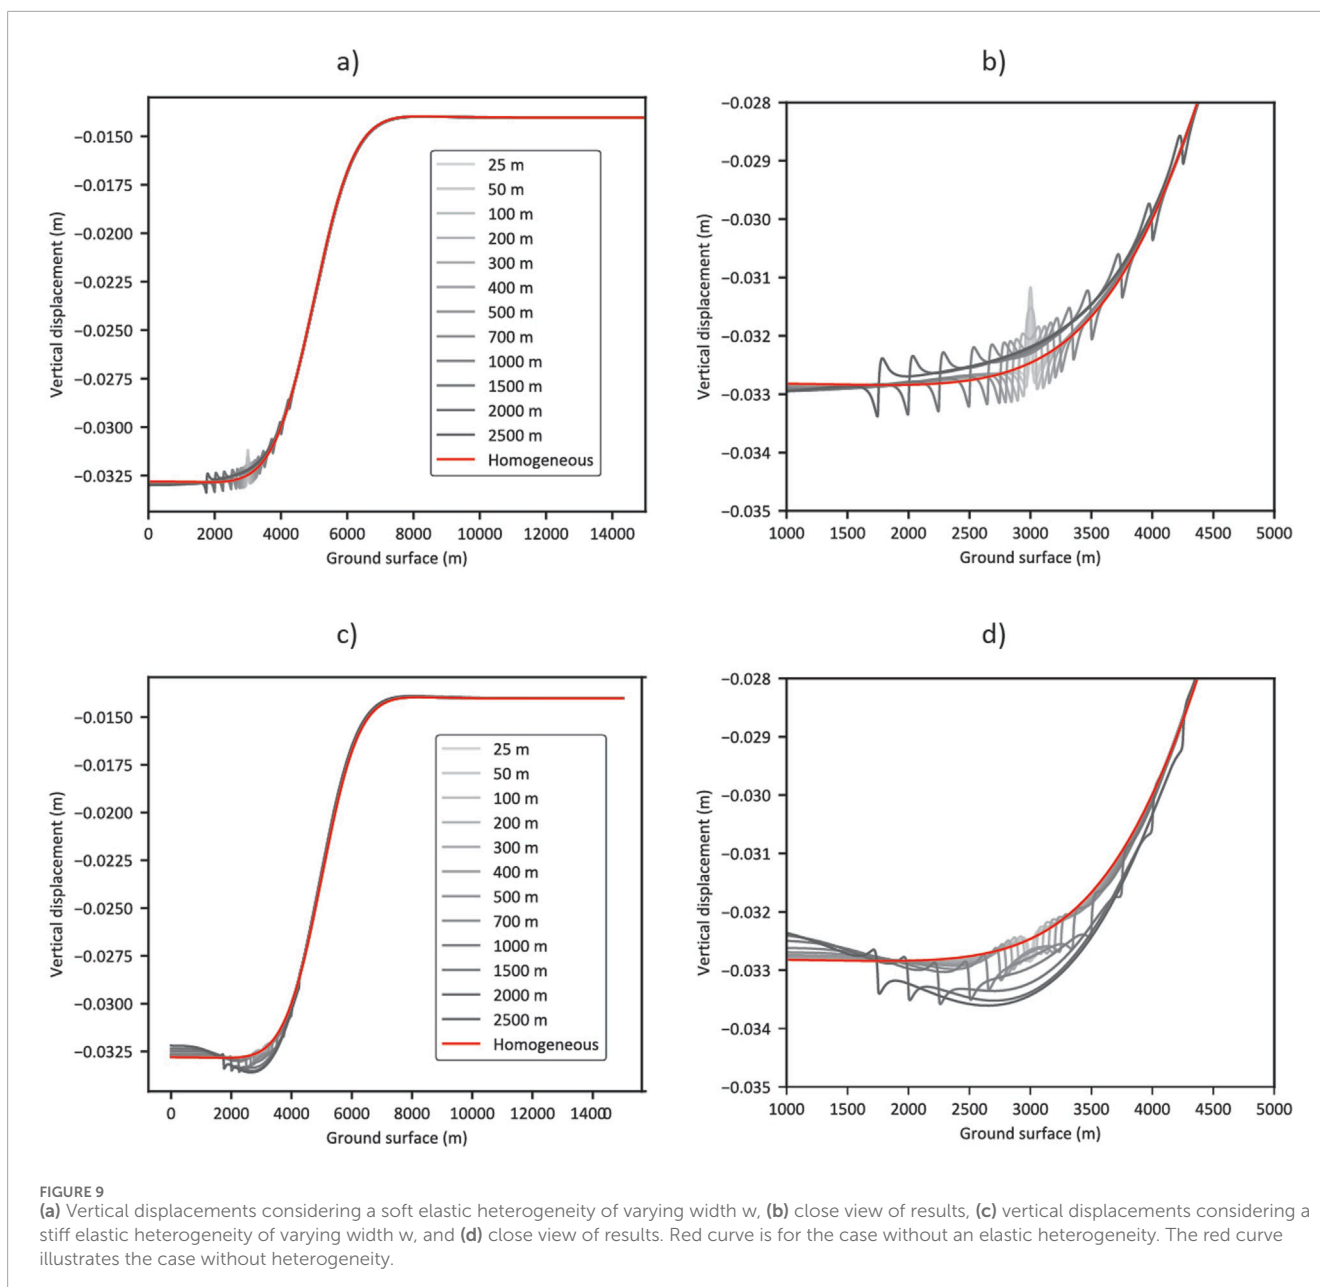 a)
Vertical displacement (m)
−0.0150
−0.0175
−0.0200
−0.0225
−0.0250
−0.0275
−0.0300
−0.0325
25 m
50 m
100 m
200 m
300 m
400 m
500 m
700 m
1000 m
1500 m
2000 m
2500 m
Homogeneous
0 2000 4000 6000 8000 10000 12000 14000
Ground surface (m)
b)
Vertical displacement (m)
−0.028
−0.029
−0.030
−0.031
−0.032
−0.033
−0.034
−0.035
1000 1500 2000 2500 3000 3500 4000 4500 5000
Ground surface (m)
c)
Vertical displacement (m)
−0.0150
−0.0175
−0.0200
−0.0225
−0.0250
−0.0275
−0.0300
−0.0325
25 m
50 m
100 m
200 m
300 m
400 m
500 m
700 m
1000 m
1500 m
2000 m
2500 m
Homogeneous
0 2000 4000 6000 8000 10000 12000 14000
Ground surface (m)
d)
Vertical displacement (m)
−0.028
−0.029
−0.030
−0.031
−0.032
−0.033
−0.034
−0.035
1000 1500 2000 2500 3000 3500 4000 4500 5000
Ground surface (m)
FIGURE 9
(a) Vertical displacements considering a soft elastic heterogeneity of varying width w, (b) close view of results, (c) vertical displacements considering a
stiff elastic heterogeneity of varying width w, and (d) close view of results. Red curve is for the case without an elastic heterogeneity. The red curve
illustrates the case without heterogeneity.